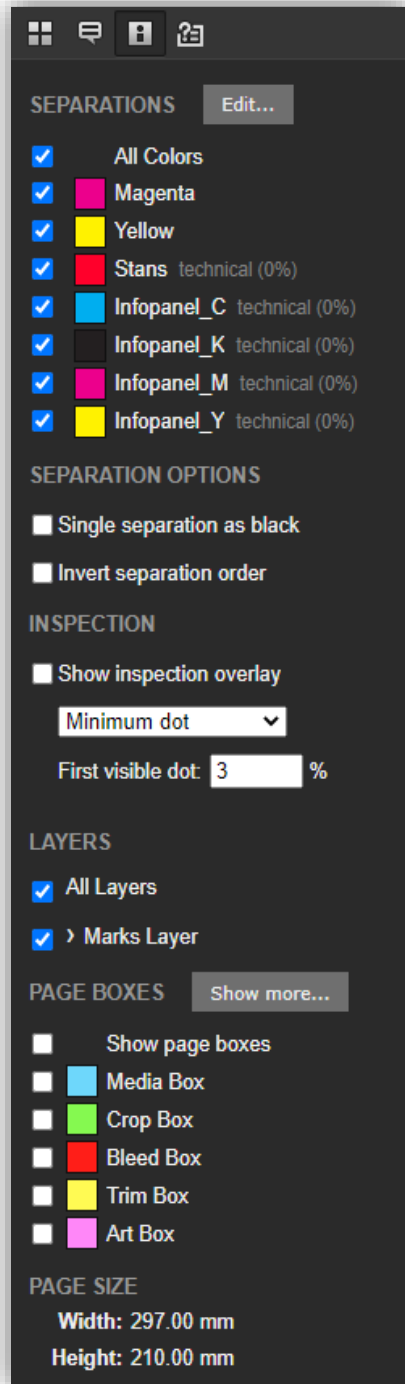 SEPARATIONS Edit...
All Colors
Magenta
Yellow
Stans technical (0%)
Infopanel_C technical (0%)
Infopanel_K technical (0%)
Infopanel_M technical (0%)
Infopanel_Y technical (0%)
SEPARATION OPTIONS
Single separation as black
Invert separation order
INSPECTION
Show inspection overlay
Minimum dot
First visible dot: 3 %
LAYERS
All Layers
› Marks Layer
PAGE BOXES Show more...
Show page boxes
Media Box
Crop Box
Bleed Box
Trim Box
Art Box
PAGE SIZE
Width: 297.00 mm
Height: 210.00 mm